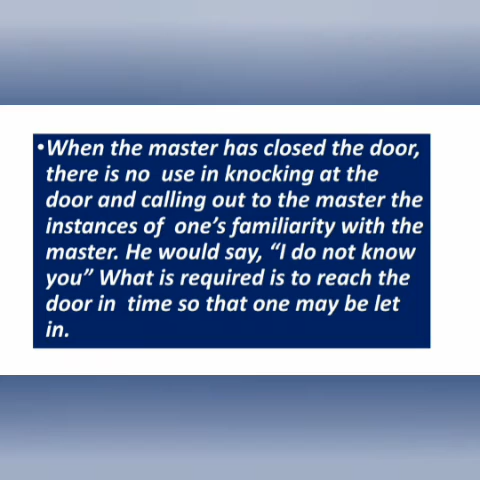 •When the master has closed the door,
there is no use in knocking at the
door and calling out to the master the
instances of one’s familiarity with the
master. He would say, “I do not know
you” What is required is to reach the
door in time so that one may be let
in.